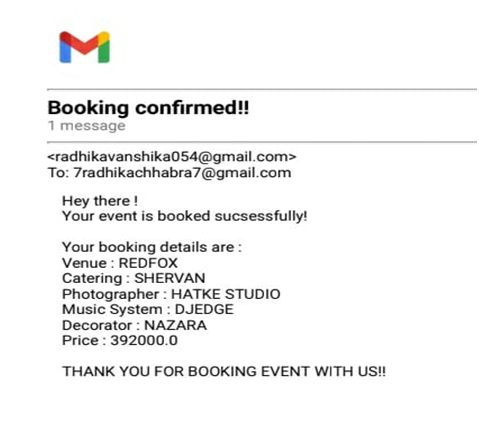 Booking confirmed!!
1 message
<radhikavanshika054@gmail.com>
To: 7radhikachhabra7@gmail.com
Hey there !
Your event is booked sucsessfully!
Your booking details are :
Venue : REDFOX
Catering : SHERVAN
Photographer : HATKE STUDIO
Music System : DJEDGE
Decorator : NAZARA
Price : 392000.0
THANK YOU FOR BOOKING EVENT WITH US!!